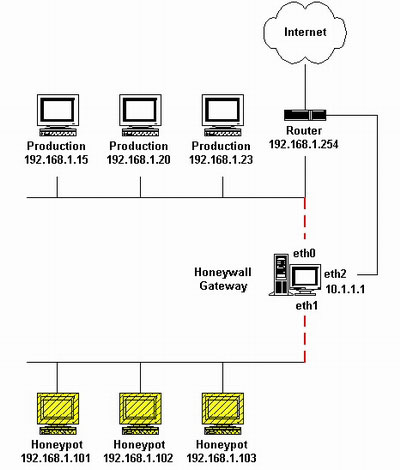 Internet
Router
192.168.1.254
Production
192.168.1.15
Production
192.168.1.20
Production
192.168.1.23
eth0
Honeywall
Gateway
eth2
10.1.1.1
eth1
Honeypot
192.168.1.101
Honeypot
192.168.1.102
Honeypot
192.168.1.103